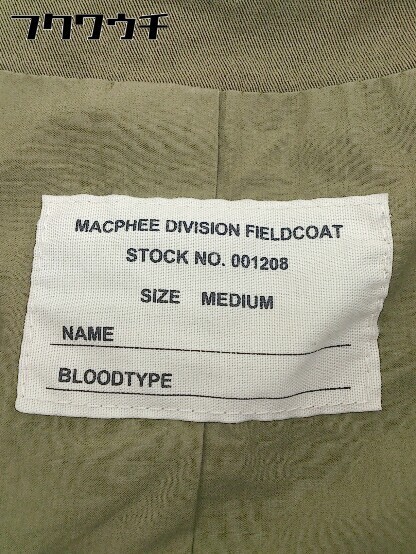 フクワウチ
MACPHEE DIVISION FIELDCOAT
STOCK NO. 001208
SIZE MEDIUM
NAME
BLOODTYPE